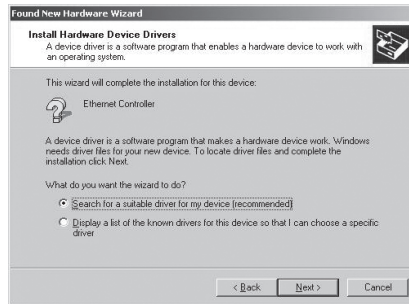 Found New Hardware Wizard
Install Hardware Device Drivers
A device driver is a software program that enables a hardware device to work with
an operating system.
This wizard will complete the installation for this device:
Ethernet Controller
A device driver is a software program that makes a hardware device work. Windows
needs driver files for your new device. To locate driver files and complete the
installation click Next.
What do you want the wizard to do?
Search for a suitable driver for my device (recommended)
Display a list of the known drivers for this device so that I can choose a specific
driver
< Back Next > Cancel